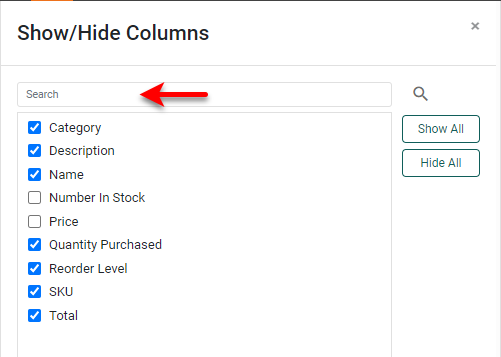 Show/Hide Columns
×
Search
Show All
Hide All
Category
Description
Name
Number In Stock
Price
Quantity Purchased
Reorder Level
SKU
Total